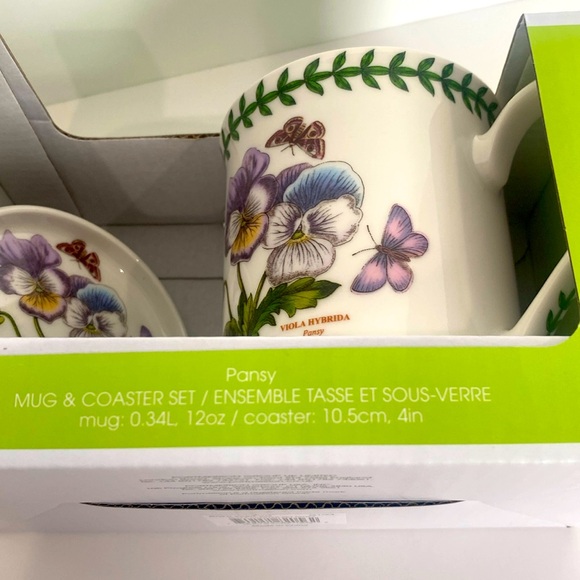 VIOLA HYBRIDA
Pansy
Pansy
MUG & COASTER SET / ENSEMBLE TASSE ET SOUS-VERRE
mug: 0.34L, 12oz / coaster: 10.5cm, 4in